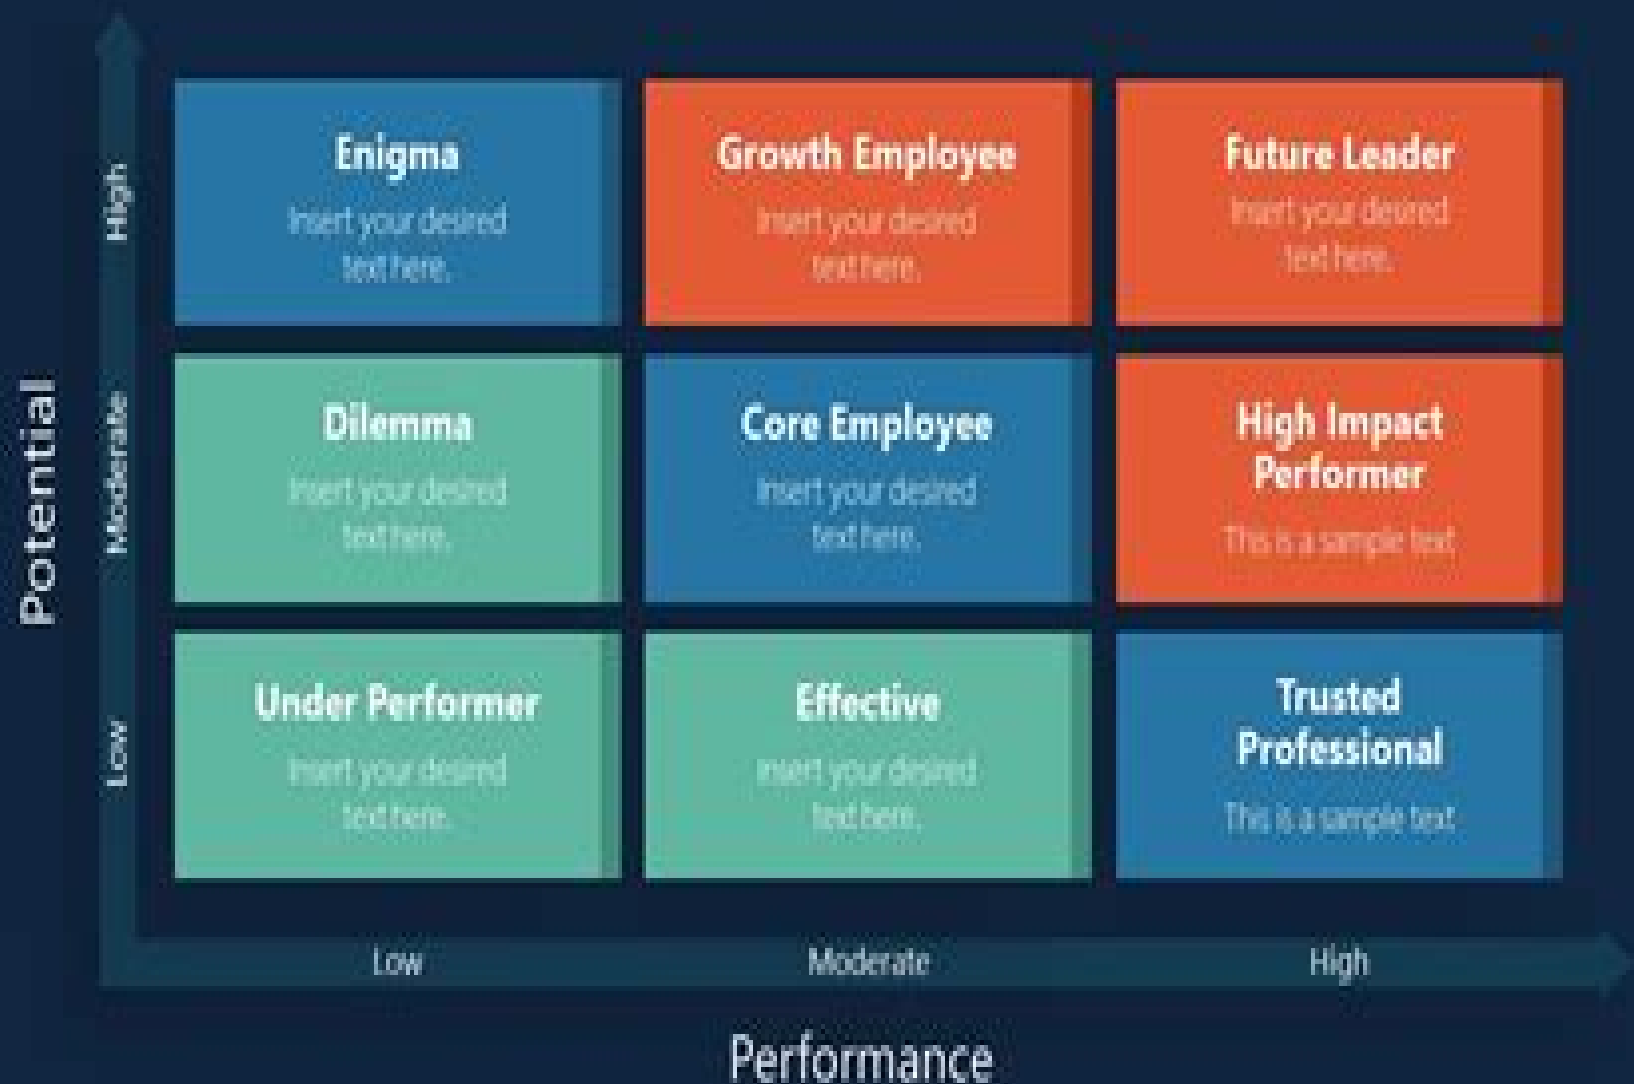 Enigma
Insert your desired
text here.
Growth Employee
Insert your desired
text here.
Future Leader
Insert your desired
text here.
Dilemma
Insert your desired
text here.
Core Employee
Insert your desired
text here.
High Impact
Performer
This is a sample text
Under Performer
Insert your desired
text here.
Effective
Insert your desired
text here.
Trusted
Professional
This is a sample text
Potential
High
Moderate
Low
Low
Moderate
High
Performance